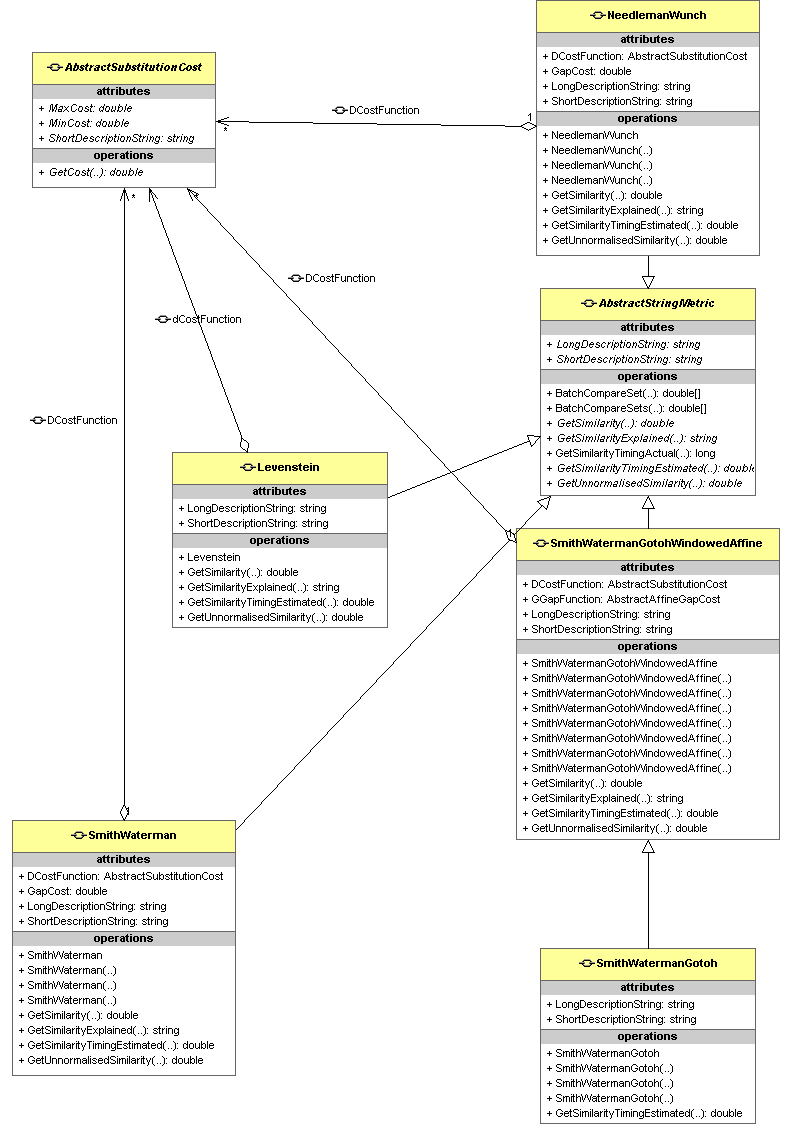 NeedlemanWunch
attributes
+ DCostFunction: AbstractSubstitutionCost
+ GapCost: double
+ LongDescriptionString: string
+ ShortDescriptionString: string
operations
+ NeedlemanWunch
+ NeedlemanWunch(..)
+ NeedlemanWunch(..)
+ NeedlemanWunch(..)
+ GetSimilarity(..): double
+ GetSimilarityExplained(..): string
+ GetSimilarityTimingEstimated(..): double
+ GetUnnormalisedSimilarity(..): double
AbstractSubstitutionCost
attributes
+ MaxCost: double
+ MinCost: double
+ ShortDescriptionString: string
operations
+ GetCost(..): double
DCostFunction
1
*
*
*
DCostFunction
dCostFunction
DCostFunction
AbstractStringMetric
attributes
+ LongDescriptionString: string
+ ShortDescriptionString: string
operations
+ BatchCompareSet(..): double[]
+ BatchCompareSets(..): double[]
+ GetSimilarity(..): double
+ GetSimilarityExplained(..): string
+ GetSimilarityTimingActual(..): long
+ GetSimilarityTimingEstimated(..): double
+ GetUnnormalisedSimilarity(..): double
Levenstein
attributes
+ LongDescriptionString: string
+ ShortDescriptionString: string
operations
+ Levenstein
+ GetSimilarity(..): double
+ GetSimilarityExplained(..): string
+ GetSimilarityTimingEstimated(..): double
+ GetUnnormalisedSimilarity(..): double
1
SmithWatermanGotohWindowedAffine
attributes
+ DCostFunction: AbstractSubstitutionCost
+ GGapFunction: AbstractAffineGapCost
+ LongDescriptionString: string
+ ShortDescriptionString: string
operations
+ SmithWatermanGotohWindowedAffine
+ SmithWatermanGotohWindowedAffine(..)
+ SmithWatermanGotohWindowedAffine(..)
+ SmithWatermanGotohWindowedAffine(..)
+ SmithWatermanGotohWindowedAffine(..)
+ SmithWatermanGotohWindowedAffine(..)
+ SmithWatermanGotohWindowedAffine(..)
+ SmithWatermanGotohWindowedAffine(..)
+ GetSimilarity(..): double
+ GetSimilarityExplained(..): string
+ GetSimilarityTimingEstimated(..): double
+ GetUnnormalisedSimilarity(..): double
1
SmithWaterman
attributes
+ DCostFunction: AbstractSubstitutionCost
+ GapCost: double
+ LongDescriptionString: string
+ ShortDescriptionString: string
operations
+ SmithWaterman
+ SmithWaterman(..)
+ SmithWaterman(..)
+ SmithWaterman(..)
+ GetSimilarity(..): double
+ GetSimilarityExplained(..): string
+ GetSimilarityTimingEstimated(..): double
+ GetUnnormalisedSimilarity(..): double
SmithWatermanGotoh
attributes
+ LongDescriptionString: string
+ ShortDescriptionString: string
operations
+ SmithWatermanGotoh
+ SmithWatermanGotoh(..)
+ SmithWatermanGotoh(..)
+ SmithWatermanGotoh(..)
+ GetSimilarityTimingEstimated(..): double